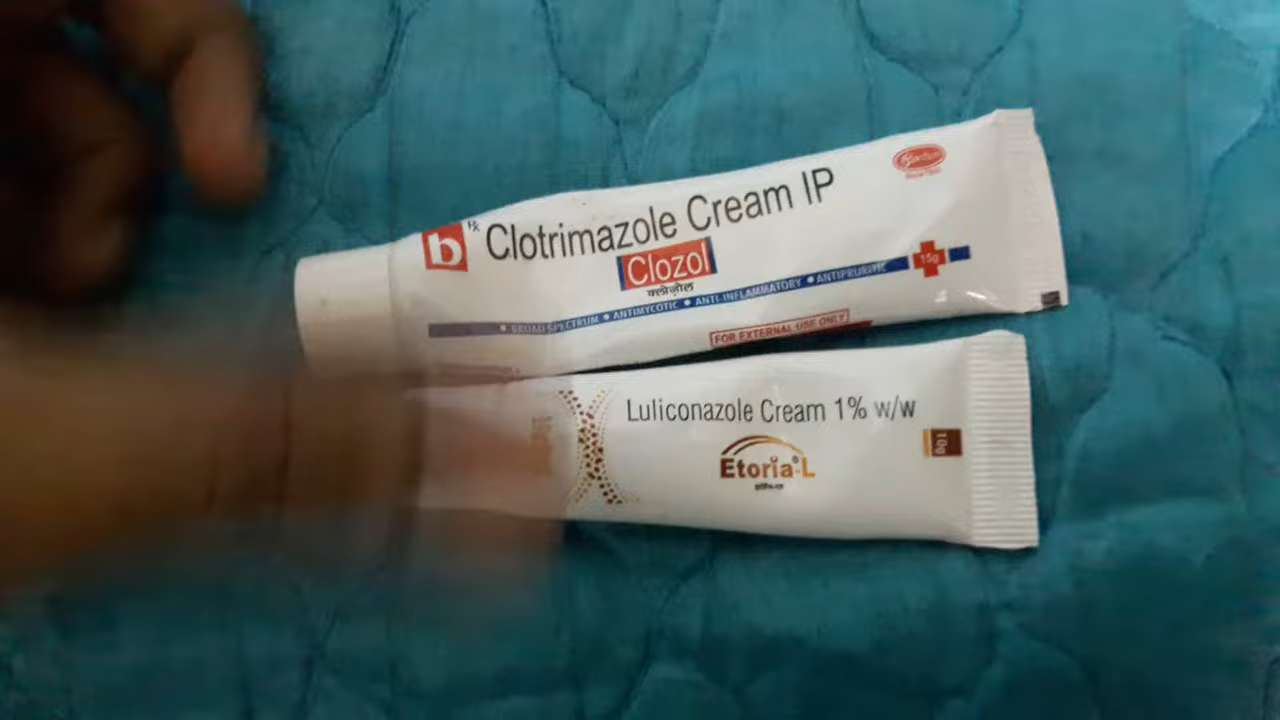 b
Rx Clotrimazole Cream IP
Clozol
क्लोज़ोल
BROAD SPECTRUM • ANTIMYCOTIC • ANTI-INFLAMMATORY • ANTIPRURITIC
15g
FOR EXTERNAL USE ONLY
Luliconazole Cream 1% w/w
Etoria®-L
10g